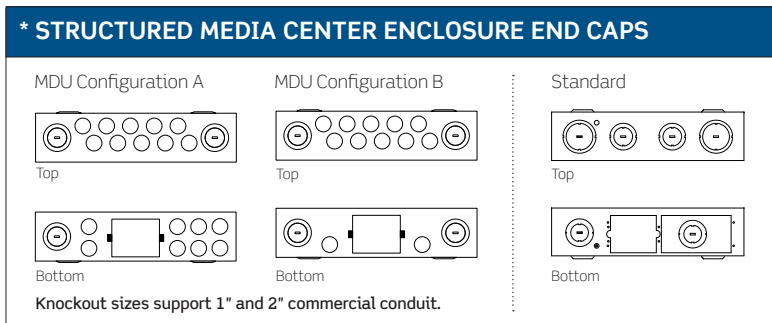 * STRUCTURED MEDIA CENTER ENCLOSURE END CAPS
MDU Configuration A
MDU Configuration B
Standard
Top
Top
Top
Bottom
Bottom
Bottom
Knockout sizes support 1" and 2" commercial conduit.